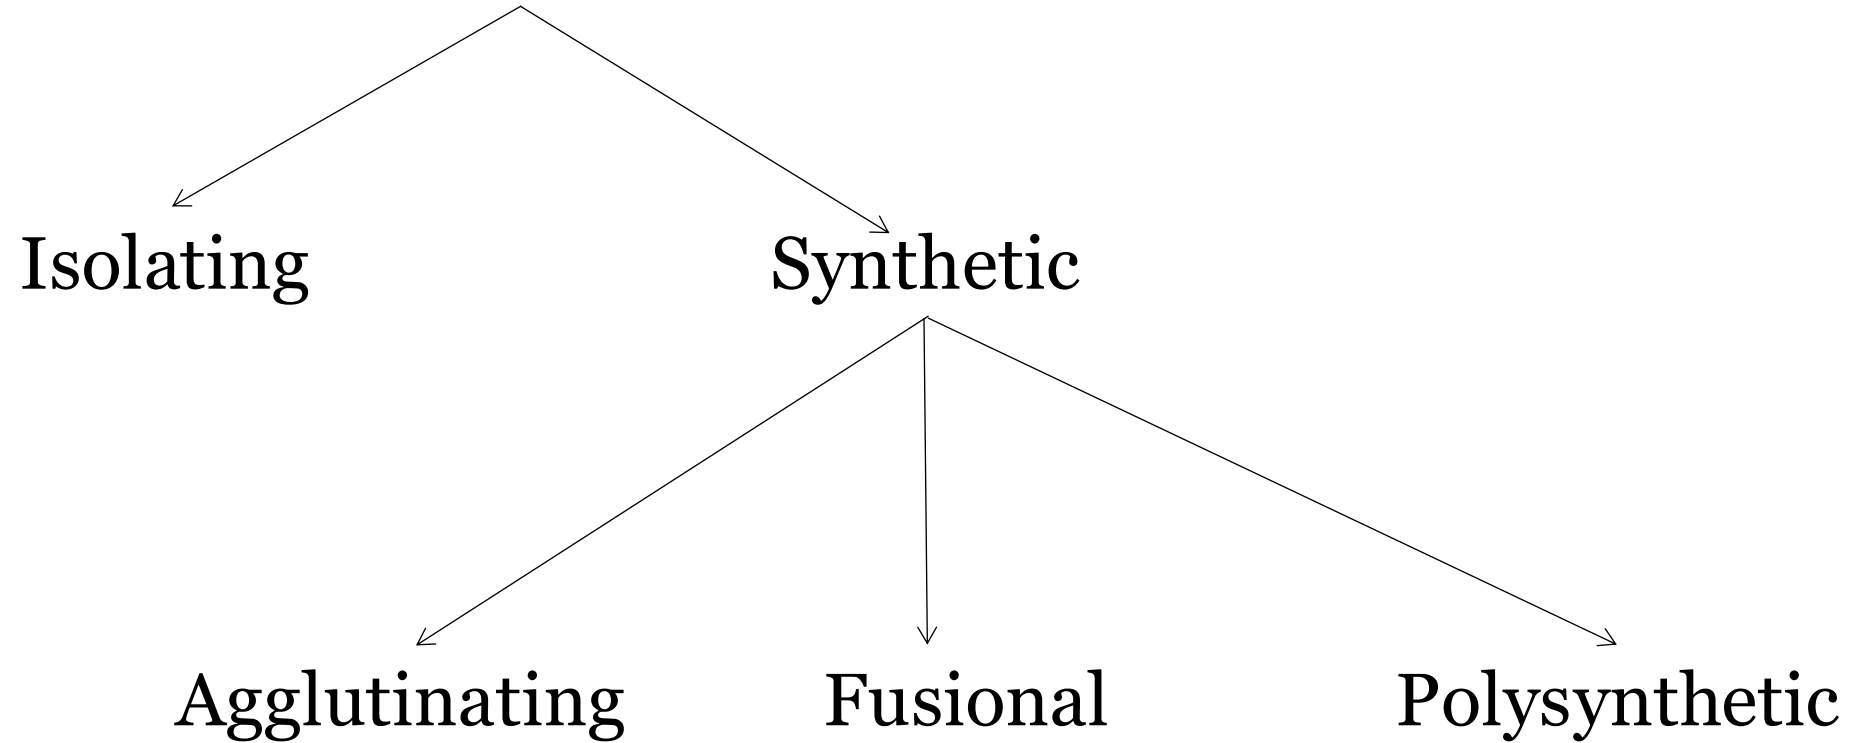 Isolating
Synthetic
Agglutinating
Fusional
Polysynthetic